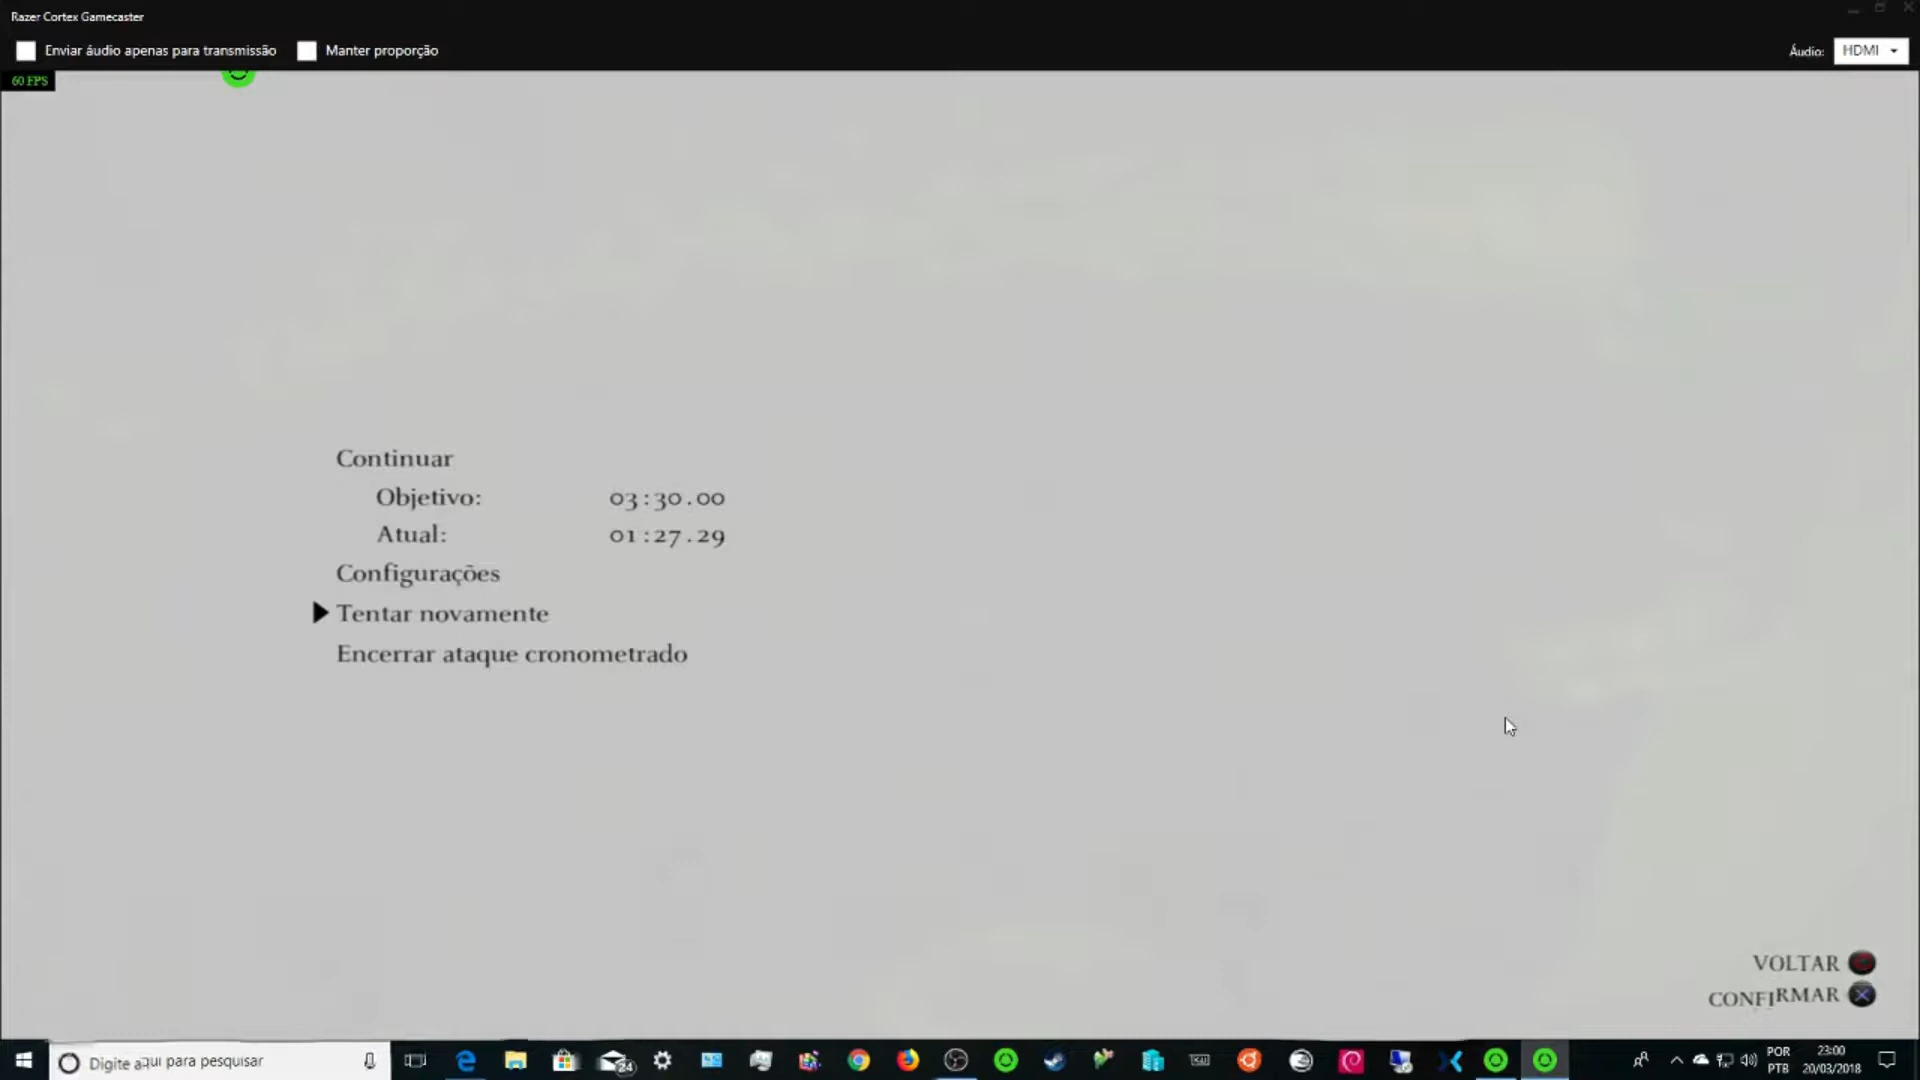 Razer Cortex Gamecaster
Enviar áudio apenas para transmissão
Manter proporção
Áudio: HDMI
60 FPS
Continuar
Objetivo: 03:30.00
Atual: 01:27.29
Configurações
Tentar novamente
Encerrar ataque cronometrado
VOLTAR
CONFIRMAR
Digite aqui para pesquisar
24
POR
PTB
23:00
20/03/2018